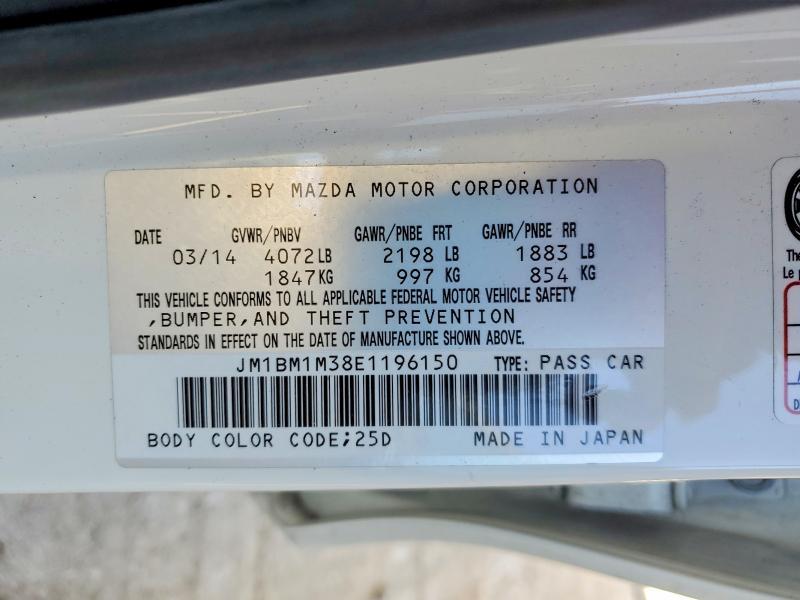 MFD. BY MAZDA MOTOR CORPORATION
DATE GVWR/PNBV GAWR/PNBE FRT GAWR/PNBE RR
03/14 4072LB 2198 LB 1883 LB
1847KG 997 KG 854 KG
THIS VEHICLE CONFORMS TO ALL APPLICABLE FEDERAL MOTOR VEHICLE SAFETY
,BUMPER,AND THEFT PREVENTION
STANDARDS IN EFFECT ON THE DATE OF MANUFACTURE SHOWN ABOVE.
JM1BM1M38E1196150 TYPE: PASS CAR
BODY COLOR CODE;25D MADE IN JAPAN
The
Le